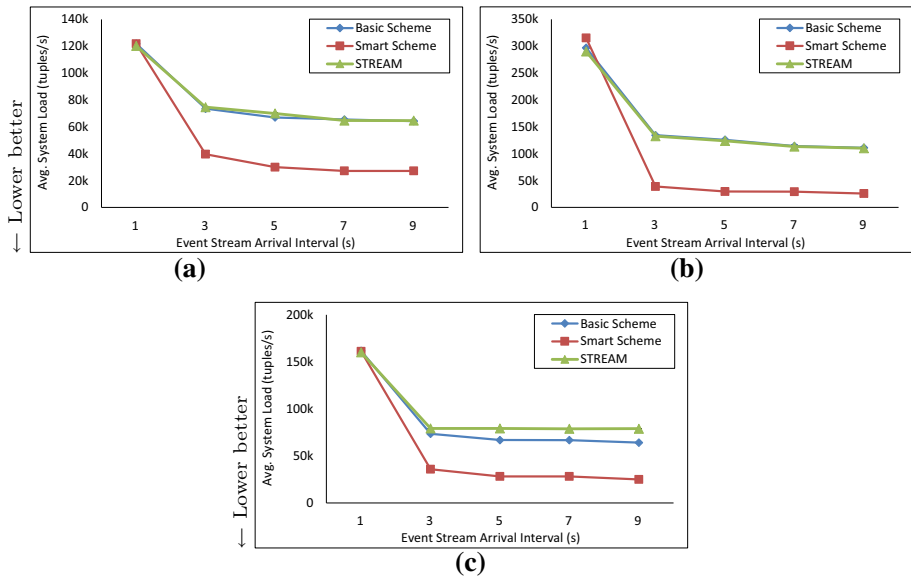 140k
120k
100k
80k
60k
40k
20k
0
Avg. System Load (tuples/s)
← Lower better
Basic Scheme
Smart Scheme
STREAM
1 3 5 7 9
Event Stream Arrival Interval (s)
(a)
350k
300k
250k
200k
150k
100k
50k
0
Avg. System Load (tuples/s)
Basic Scheme
Smart Scheme
STREAM
1 3 5 7 9
Event Stream Arrival Interval (s)
(b)
200k
150k
100k
50k
0
Avg. System Load (tuples/s)
← Lower better
Basic Scheme
Smart Scheme
STREAM
1 3 5 7 9
Event Stream Arrival Interval (s)
(c)